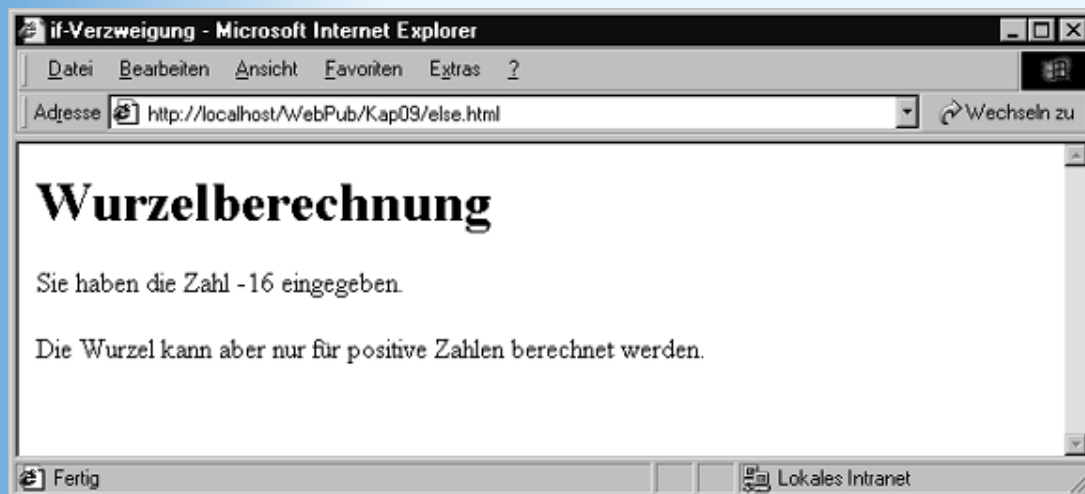 if-Verzweigung - Microsoft Internet Explorer
Datei Bearbeiten Ansicht Favoriten Extras ?
Adresse http://localhost/WebPub/Kap09/else.html Wechseln zu
Wurzelberechnung
Sie haben die Zahl -16 eingegeben.
Die Wurzel kann aber nur für positive Zahlen berechnet werden.
Fertig Lokales Intranet